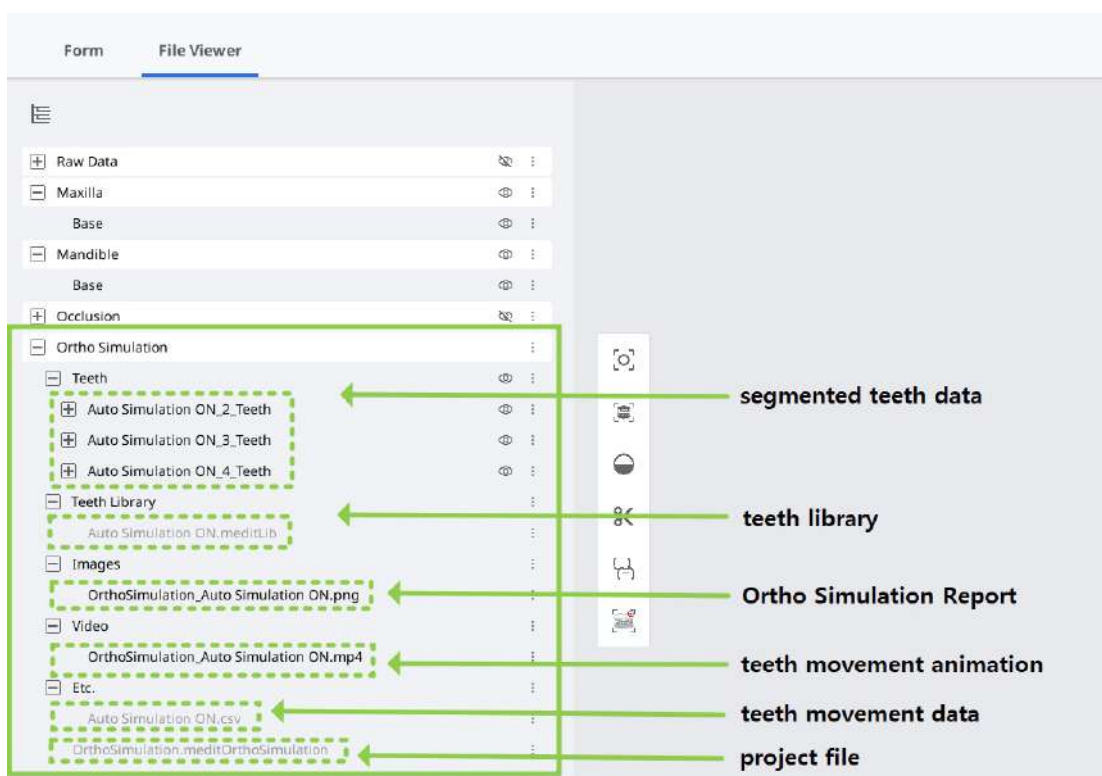 Form File Viewer
Raw Data
Maxilla
Base
Mandible
Base
Occlusion
Ortho Simulation
Teeth
Auto Simulation ON_2_Teeth
Auto Simulation ON_3_Teeth
Auto Simulation ON_4_Teeth
segmented teeth data
Teeth Library
Auto Simulation ON.meditLib
teeth library
Images
OrthoSimulation_Auto Simulation ON.png
Ortho Simulation Report
Video
OrthoSimulation_Auto Simulation ON.mp4
teeth movement animation
Etc.
Auto Simulation ON.csv
teeth movement data
OrthoSimulation.meditOrthoSimulation
project file